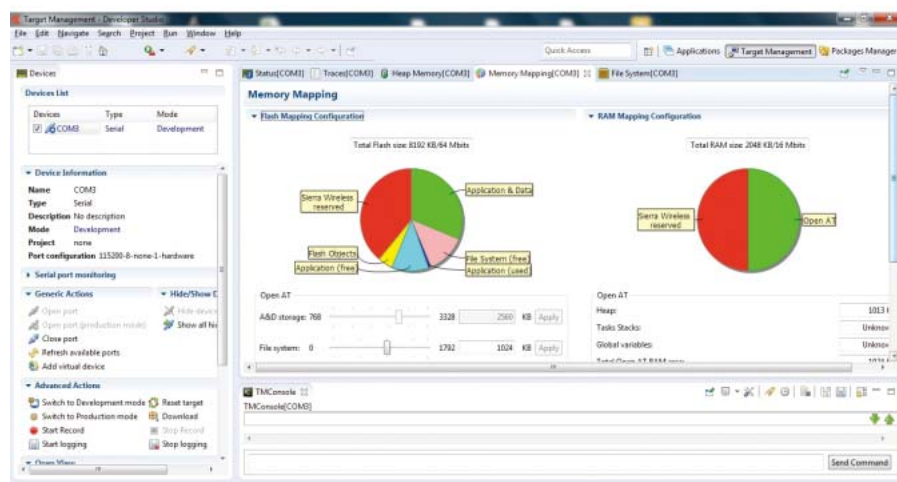 Target Management - Developer Studio
File Edit Navigate Search Project Run Window Help
Quick Access
Applications Target Management Packages Manager
Devices
Devices List
Devices Type Mode
COM3 Serial Development
Device Information
Name COM3
Type Serial
Description No description
Mode Development
Project none
Port configuration 115200-8-none-1-hardware
Serial port monitoring
Generic Actions
Hide/Show
Open port
Hide device
Open port (production mode)
Show all
Close port
Refresh available ports
Add virtual device
Advanced Actions
Switch to Development mode Reset target
Switch to Production mode Download
Start Record Stop Record
Start logging Stop logging
Open View
Status[COM3] Traces[COM3] Heap Memory[COM3] Memory Mapping[COM3] File System[COM3]
Memory Mapping
Flash Mapping Configuration
Total Flash size: 8192 KB/64 Mbits
Application & Data
Sierra Wireless reserved
Flash Objects
File System (free)
Application (free)
Application (used)
Open AT
A&D storage: 768 3328 2560 KB Apply
File system: 0 1792 1024 KB Apply
RAM Mapping Configuration
Total RAM size: 2048 KB/16 Mbits
Sierra Wireless reserved
Open AT
Open AT
Heap: 1013
Tasks Stacks: Unknow
Global variables: Unknow
TMConsole
TMConsole[COM3]
Send Command